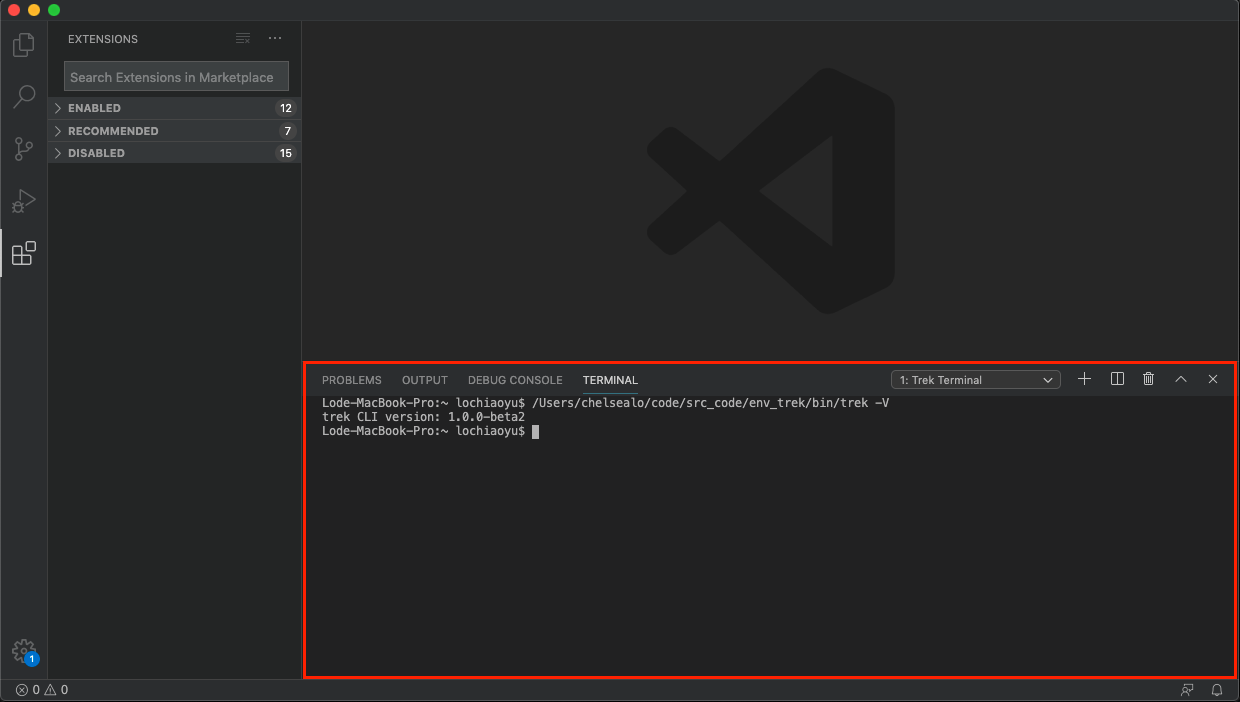 EXTENSIONS
Search Extensions in Marketplace
ENABLED 12
RECOMMENDED 7
DISABLED 15
PROBLEMS OUTPUT DEBUG CONSOLE TERMINAL 1: Trek Terminal
Lode-MacBook-Pro:~ lochiaoyu$ /Users/chelsealo/code/src_code/env_trek/bin/trek -V
trek CLI version: 1.0.0-beta2
Lode-MacBook-Pro:~ lochiaoyu$
1
0 0